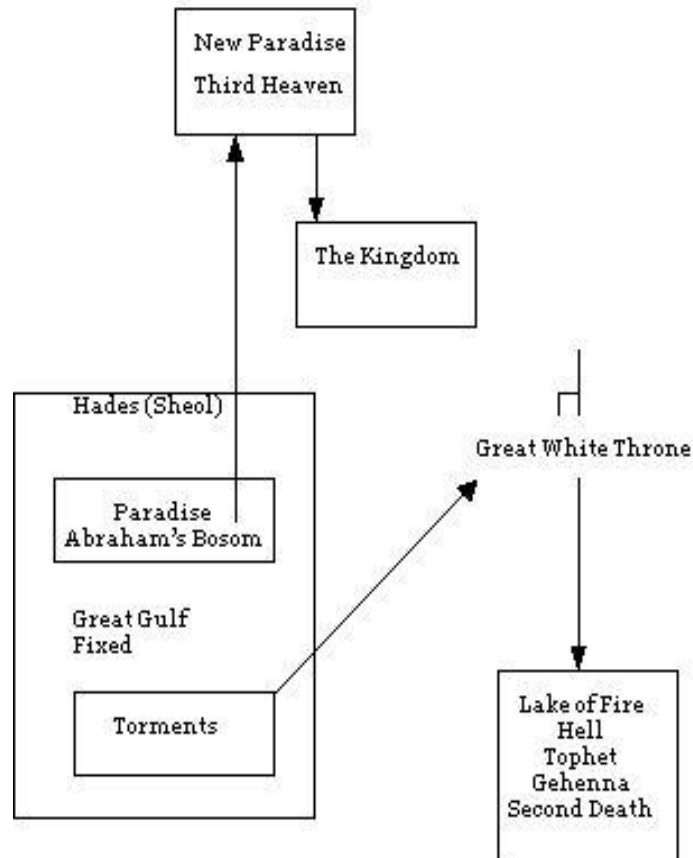 New Paradise
Third Heaven
The Kingdom
Hades (Sheol)
Great White Throne
Paradise
Abraham's Bosom
Great Gulf
Fixed
Torments
Lake of Fire
Hell
Tophet
Gehenna
Second Death